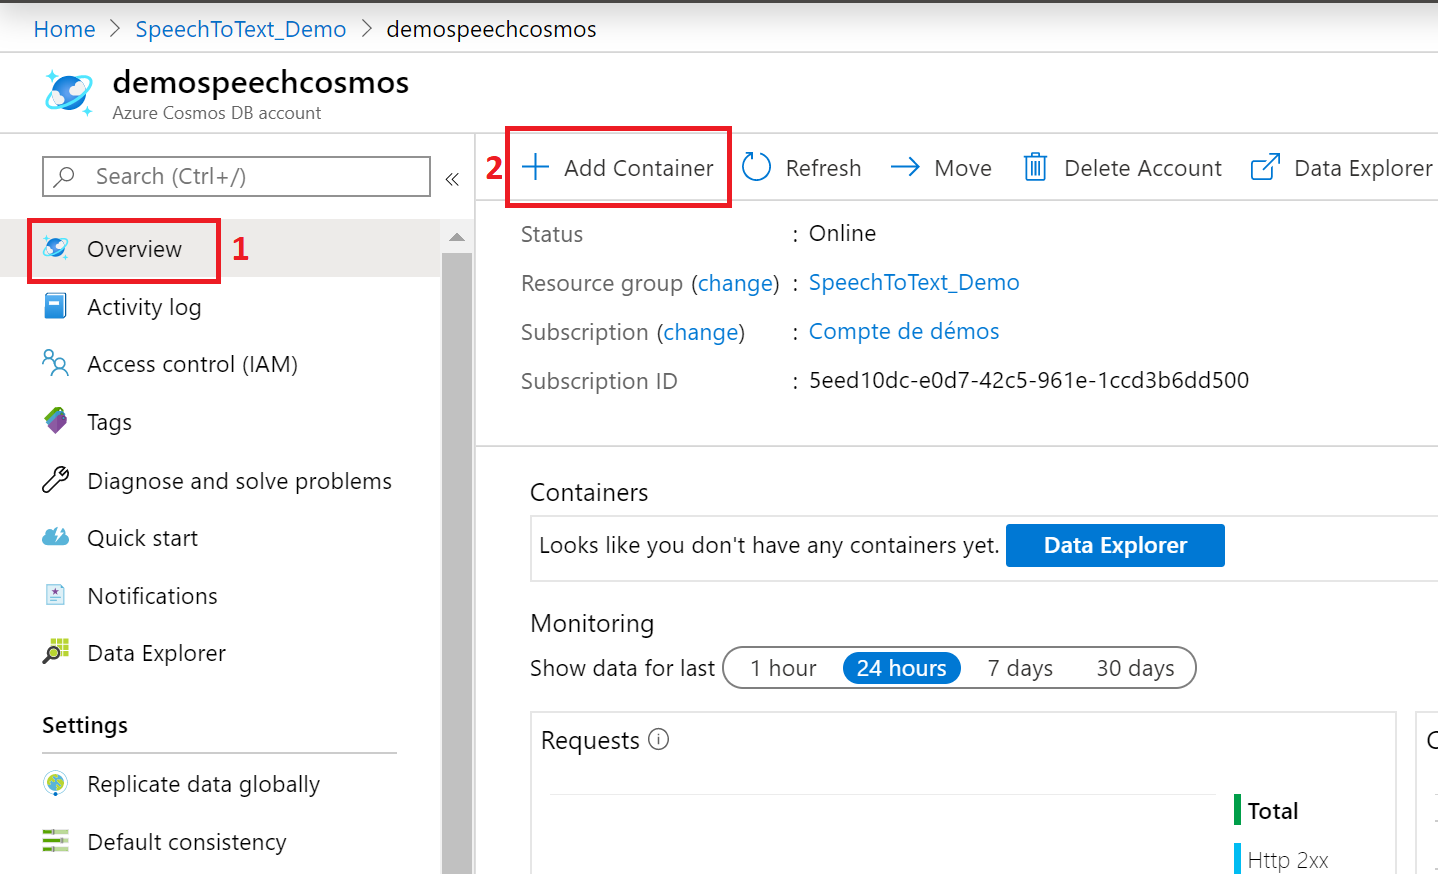 Home > SpeechToText_Demo > demospeechcosmos
demospeechcosmos
Azure Cosmos DB account
Search (Ctrl+/)
«
Overview 1
Activity log
Access control (IAM)
Tags
Diagnose and solve problems
Quick start
Notifications
Data Explorer
Settings
Replicate data globally
Default consistency
2 Add Container Refresh Move Delete Account Data Explorer
Status : Online
Resource group (change) : SpeechToText_Demo
Subscription (change) : Compte de démos
Subscription ID : 5eed10dc-e0d7-42c5-961e-1ccd3b6dd500
Containers
Looks like you don't have any containers yet. Data Explorer
Monitoring
Show data for last 1 hour 24 hours 7 days 30 days
Requests
Total
Http 2xx